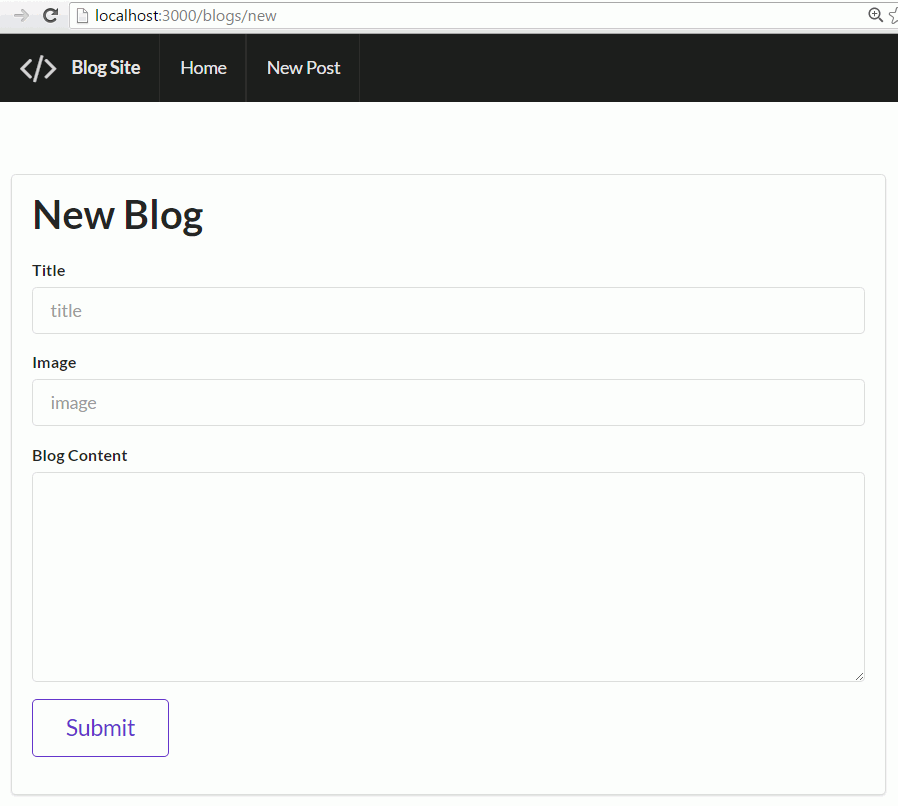 localhost:3000/blogs/new
</> Blog Site Home New Post
New Blog
Title
title
Image
image
Blog Content
Submit